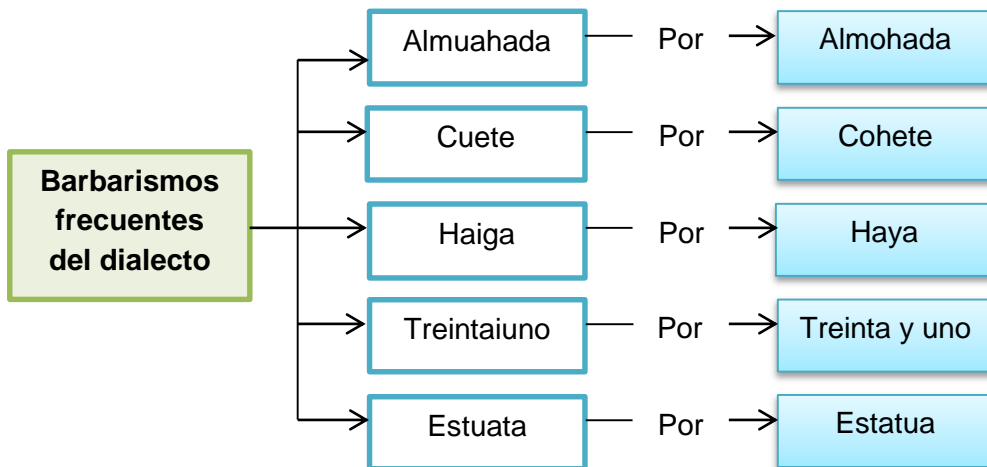 Barbarismos
frecuentes
del dialecto
Almuahada Por Almohada
Cuete Por Cohete
Haiga Por Haya
Treintaiuno Por Treinta y uno
Estuata Por Estatua